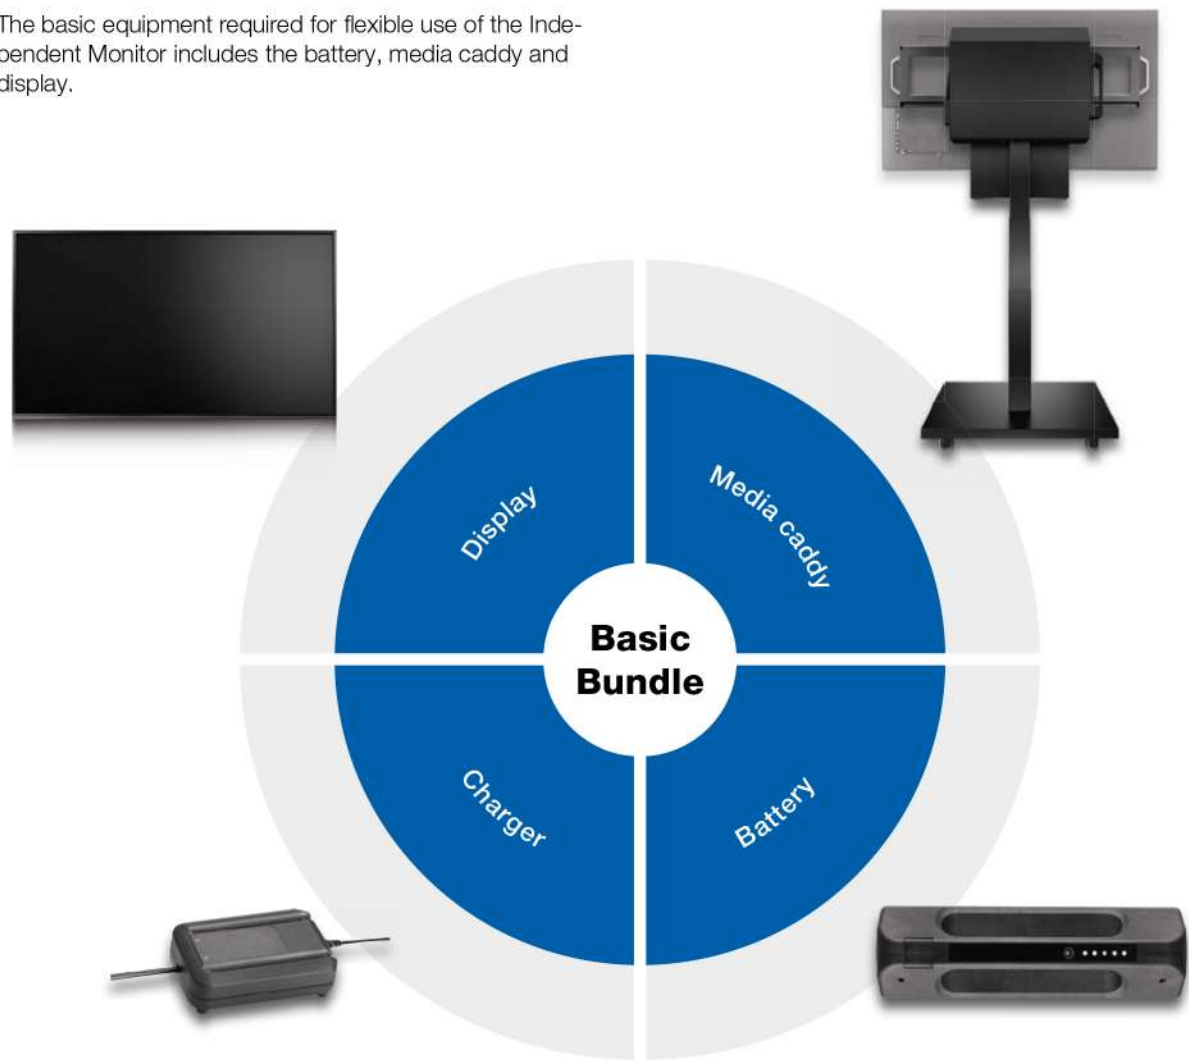 The basic equipment required for flexible use of the Inde-
pendent Monitor includes the battery, media caddy and
display.
Display
Media caddy
Basic
Bundle
Charger
Battery